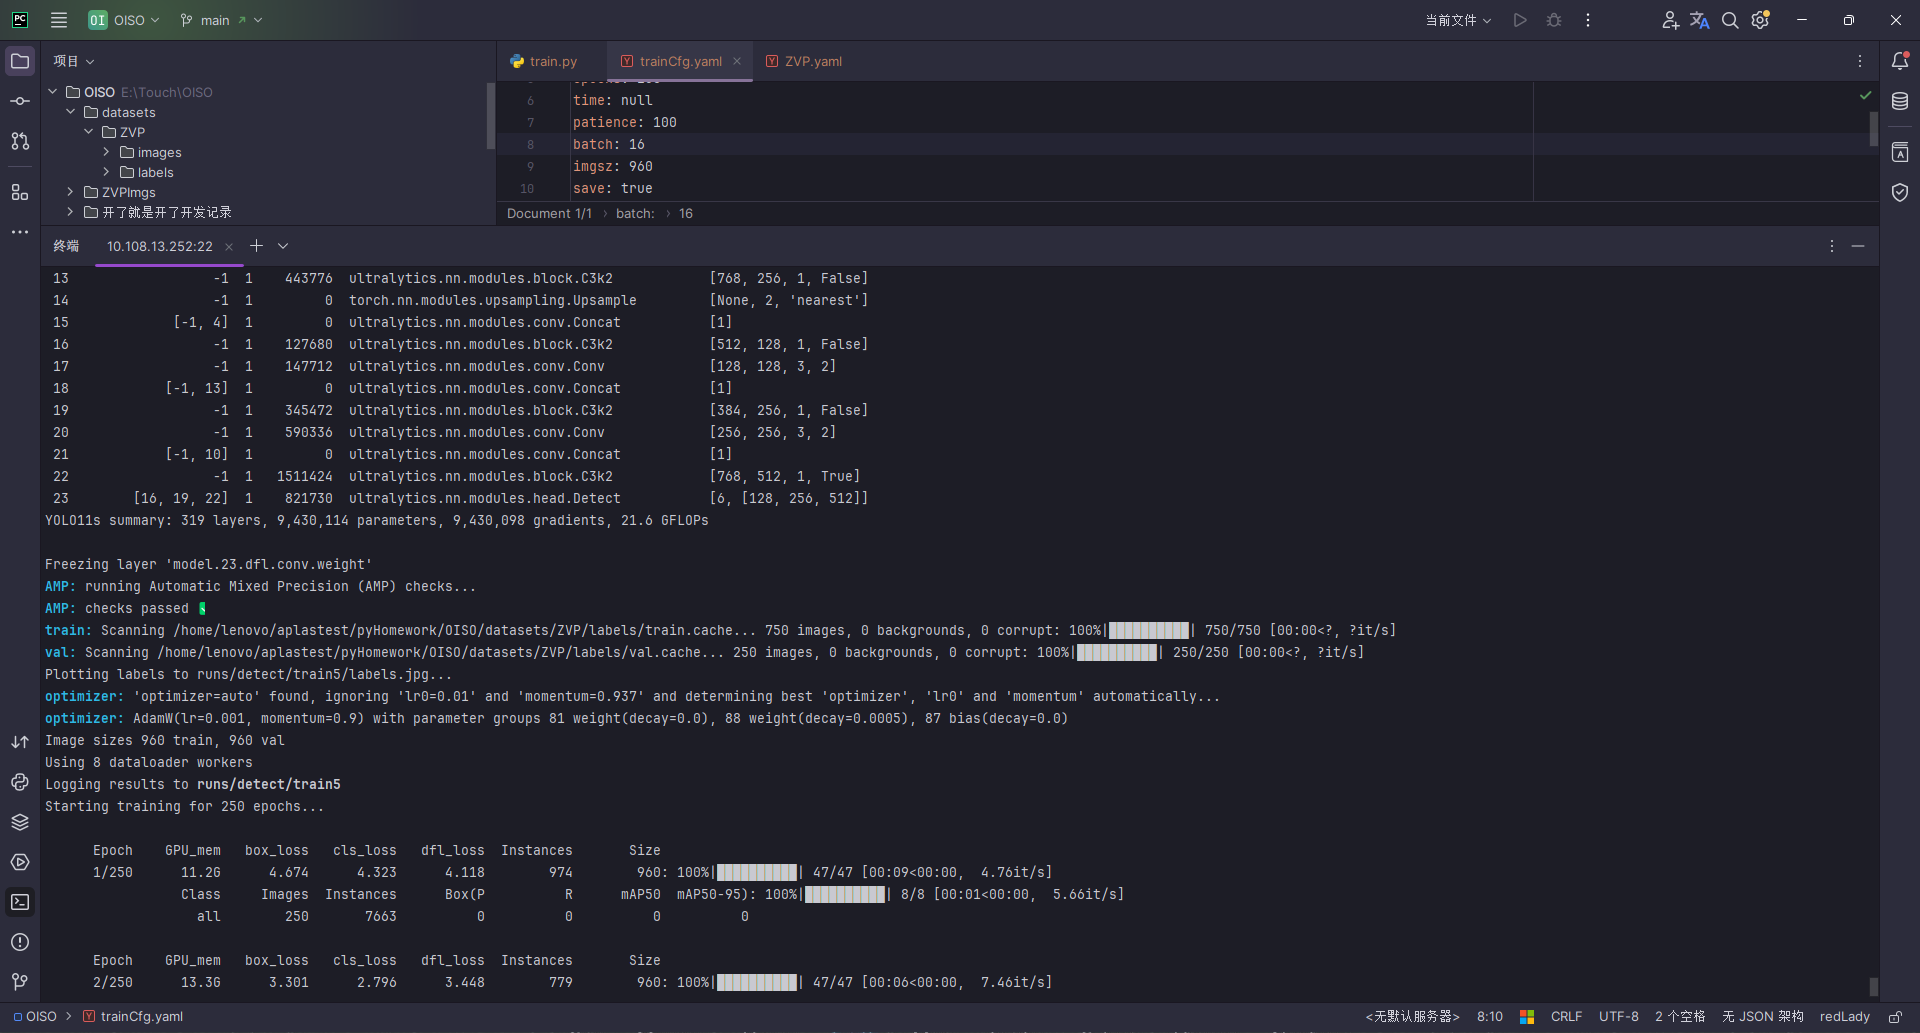 PC
OI OISO main 当前文件
项目
train.py trainCfg.yaml ZVP.yaml
OISO E:\Touch\OISO
datasets
ZVP
images
labels
ZVPImgs
开了就是开了开发记录
6 time: null
7 patience: 100
8 batch: 16
9 imgsz: 960
10 save: true
Document 1/1 › batch: › 16
终端 10.108.13.252:22
13 -1 1 443776 ultralytics.nn.modules.block.C3k2 [768, 256, 1, False]
14 -1 1 0 torch.nn.modules.upsampling.Upsample [None, 2, 'nearest']
15 [-1, 4] 1 0 ultralytics.nn.modules.conv.Concat [1]
16 -1 1 127680 ultralytics.nn.modules.block.C3k2 [512, 128, 1, False]
17 -1 1 147712 ultralytics.nn.modules.conv.Conv [128, 128, 3, 2]
18 [-1, 13] 1 0 ultralytics.nn.modules.conv.Concat [1]
19 -1 1 345472 ultralytics.nn.modules.block.C3k2 [384, 256, 1, False]
20 -1 1 590336 ultralytics.nn.modules.conv.Conv [256, 256, 3, 2]
21 [-1, 10] 1 0 ultralytics.nn.modules.conv.Concat [1]
22 -1 1 1511424 ultralytics.nn.modules.block.C3k2 [768, 512, 1, True]
23 [16, 19, 22] 1 821730 ultralytics.nn.modules.head.Detect [6, [128, 256, 512]]
YOLO11s summary: 319 layers, 9,430,114 parameters, 9,430,098 gradients, 21.6 GFLOPs
Freezing layer 'model.23.dfl.conv.weight'
AMP: running Automatic Mixed Precision (AMP) checks...
AMP: checks passed
train: Scanning /home/lenovo/aplastest/pyHomework/OISO/datasets/ZVP/labels/train.cache... 750 images, 0 backgrounds, 0 corrupt: 100%|██████████| 750/750 [00:00<?, ?it/s]
val: Scanning /home/lenovo/aplastest/pyHomework/OISO/datasets/ZVP/labels/val.cache... 250 images, 0 backgrounds, 0 corrupt: 100%|██████████| 250/250 [00:00<?, ?it/s]
Plotting labels to runs/detect/train5/labels.jpg...
optimizer: 'optimizer=auto' found, ignoring 'lr0=0.01' and 'momentum=0.937' and determining best 'optimizer', 'lr0' and 'momentum' automatically...
optimizer: AdamW(lr=0.001, momentum=0.9) with parameter groups 81 weight(decay=0.0), 88 weight(decay=0.0005), 87 bias(decay=0.0)
Image sizes 960 train, 960 val
Using 8 dataloader workers
Logging results to runs/detect/train5
Starting training for 250 epochs...
Epoch GPU_mem box_loss cls_loss dfl_loss Instances Size
1/250 11.2G 4.674 4.323 4.118 974 960: 100%|██████████| 47/47 [00:09<00:00, 4.76it/s]
Class Images Instances Box(P R mAP50 mAP50-95): 100%|██████████| 8/8 [00:01<00:00, 5.66it/s]
all 250 7663 0 0 0 0
Epoch GPU_mem box_loss cls_loss dfl_loss Instances Size
2/250 13.3G 3.301 2.796 3.448 779 960: 100%|██████████| 47/47 [00:06<00:00, 7.46it/s]
OISO › trainCfg.yaml <无默认服务器> 8:10 CRLF UTF-8 2 个空格 无 JSON 架构 redLady